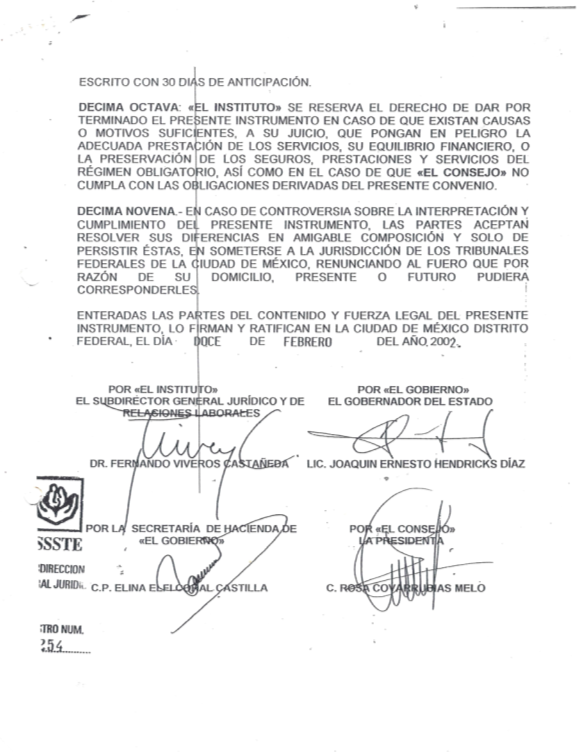 ESCRITO CON 30 DIAS DE ANTICIPACIÓN.
DECIMA OCTAVA: «EL INSTITUTO» SE RESERVA EL DERECHO DE DAR POR
TERMINADO EL PRESENTE INSTRUMENTO EN CASO DE QUE EXISTAN CAUSAS
O MOTIVOS SUFICIENTES, A SU JUICIO, QUE PONGAN EN PELIGRO LA
ADECUADA PRESTACIÓN DE LOS SERVICIOS, SU EQUILIBRIO FINANCIERO, O
LA PRESERVACIÓN DE LOS SEGUROS, PRESTACIONES Y SERVICIOS DEL
RÉGIMEN OBLIGATORIO, ASÍ COMO EN EL CASO DE QUE «EL CONSEJO» NO
CUMPLA CON LAS OBLIGACIONES DERIVADAS DEL PRESENTE CONVENIO.
DECIMA NOVENA.- EN CASO DE CONTROVERSIA SOBRE LA INTERPRETACIÓN Y
CUMPLIMIENTO DEL PRESENTE INSTRUMENTO, LAS PARTES ACEPTAN
RESOLVER SUS DIFERENCIAS EN AMIGABLE COMPOSICIÓN Y SOLO DE
PERSISTIR ÉSTAS, EN SOMETERSE A LA JURISDICCIÓN DE LOS TRIBUNALES
FEDERALES DE LA CIUDAD DE MÉXICO, RENUNCIANDO AL FUERO QUE POR
RAZÓN DE SU DOMICILIO, PRESENTE O FUTURO PUDIERA
CORRESPONDERLES.
ENTERADAS LAS PARTES DEL CONTENIDO Y FUERZA LEGAL DEL PRESENTE
INSTRUMENTO, LO FIRMAN Y RATIFICAN EN LA CIUDAD DE MÉXICO DISTRITO
FEDERAL, EL DÍA DOCE DE FEBRERO DEL AÑO, 2002.
POR «EL INSTITUTO»
EL SUBDIRECTOR GENERAL JURÍDICO Y DE
RELACIONES LABORALES
DR. FERNANDO VIVEROS CASTAÑEDA
POR «EL GOBIERNO»
EL GOBERNADOR DEL ESTADO
LIC. JOAQUIN ERNESTO HENDRICKS DÍAZ
POR LA SECRETARÍA DE HACIENDA DE
«EL GOBIERNO»
C.P. ELINA CASTILLA
POR «EL CONSEJO»
LA PRESIDENTA
C. ROSA COVARRUBIAS MELO
ISSSTE
DIRECCION
AL JURIDI
TRO NUM.
254